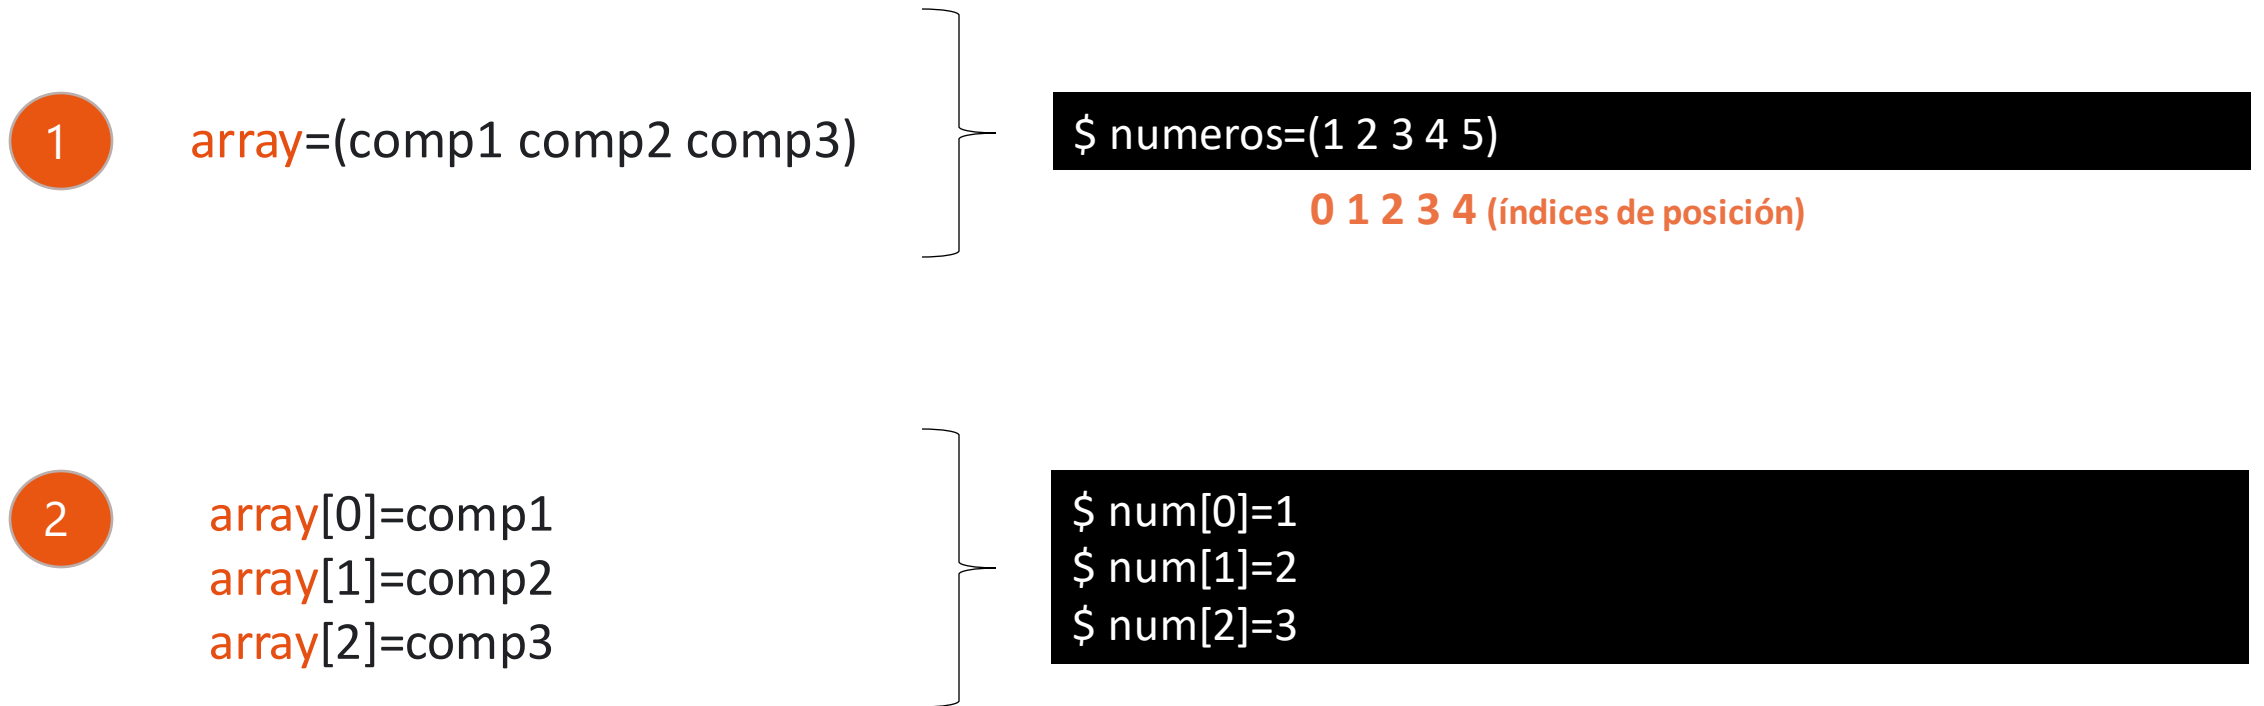 1
array=(comp1 comp2 comp3)
$ numeros=(1 2 3 4 5)
0 1 2 3 4 (índices de posición)
2
array[0]=comp1
array[1]=comp2
array[2]=comp3
$ num[0]=1
$ num[1]=2
$ num[2]=3